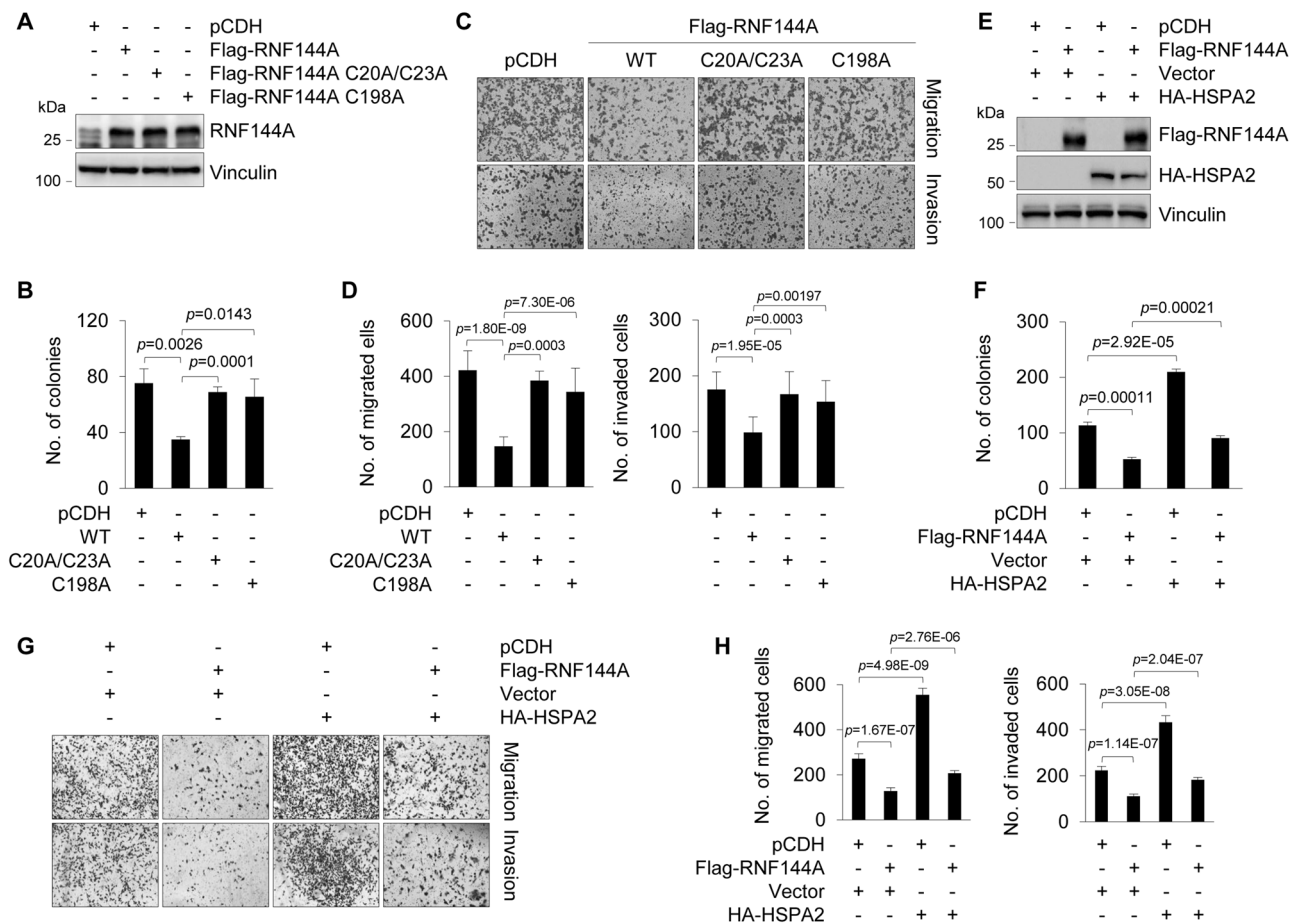 A
+ - - - pCDH
- + - - Flag-RNF144A
- - + - Flag-RNF144A C20A/C23A
- - - + Flag-RNF144A C198A
kDa
25 RNF144A
100 Vinculin
B
No. of colonies
120
80
40
0
p=0.0143
p=0.0026
p=0.0001
pCDH + - - -
WT - + - -
C20A/C23A - - + -
C198A - - - +
C
Flag-RNF144A
pCDH WT C20A/C23A C198A
Migration
Invasion
D
No. of migrated ells
600
400
200
0
p=7.30E-06
p=1.80E-09
p=0.0003
pCDH + - - -
WT - + - -
C20A/C23A - - + -
C198A - - - +
No. of invaded cells
300
200
100
0
p=0.00197
p=0.0003
p=1.95E-05
+ - - -
- + - -
- - + -
- - - +
E
+ - + - pCDH
- + - + Flag-RNF144A
+ + - - Vector
- - + + HA-HSPA2
kDa
25 Flag-RNF144A
50 HA-HSPA2
100 Vinculin
F
No. of colonies
300
200
100
0
p=0.00021
p=2.92E-05
p=0.00011
pCDH + - + -
Flag-RNF144A - + - +
Vector + + - -
HA-HSPA2 - - + +
G
+ - + - pCDH
- + - + Flag-RNF144A
+ + - - Vector
- - + + HA-HSPA2
Migration
Invasion
H
No. of migrated cells
600
400
200
0
p=2.76E-06
p=4.98E-09
p=1.67E-07
pCDH + - + -
Flag-RNF144A - + - +
Vector + + - -
HA-HSPA2 - - + +
No. of invaded cells
600
400
200
0
p=2.04E-07
p=3.05E-08
p=1.14E-07
+ - + -
- + - +
+ + - -
- - + +